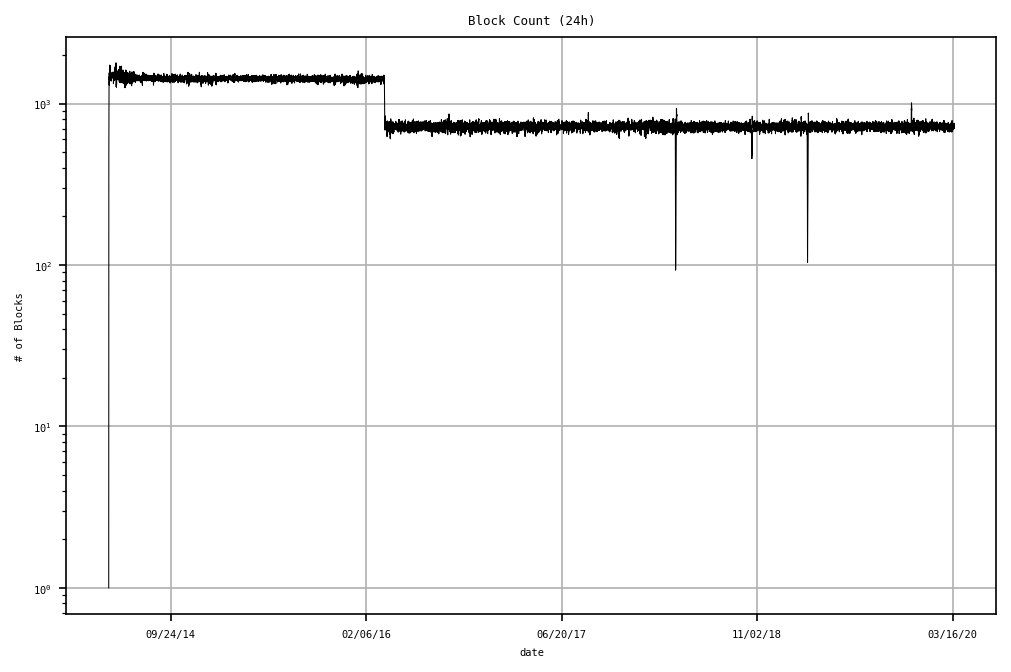 Block Count (24h)
# of Blocks
10³
10²
10¹
10⁰
09/24/14 02/06/16 06/20/17 11/02/18 03/16/20
date